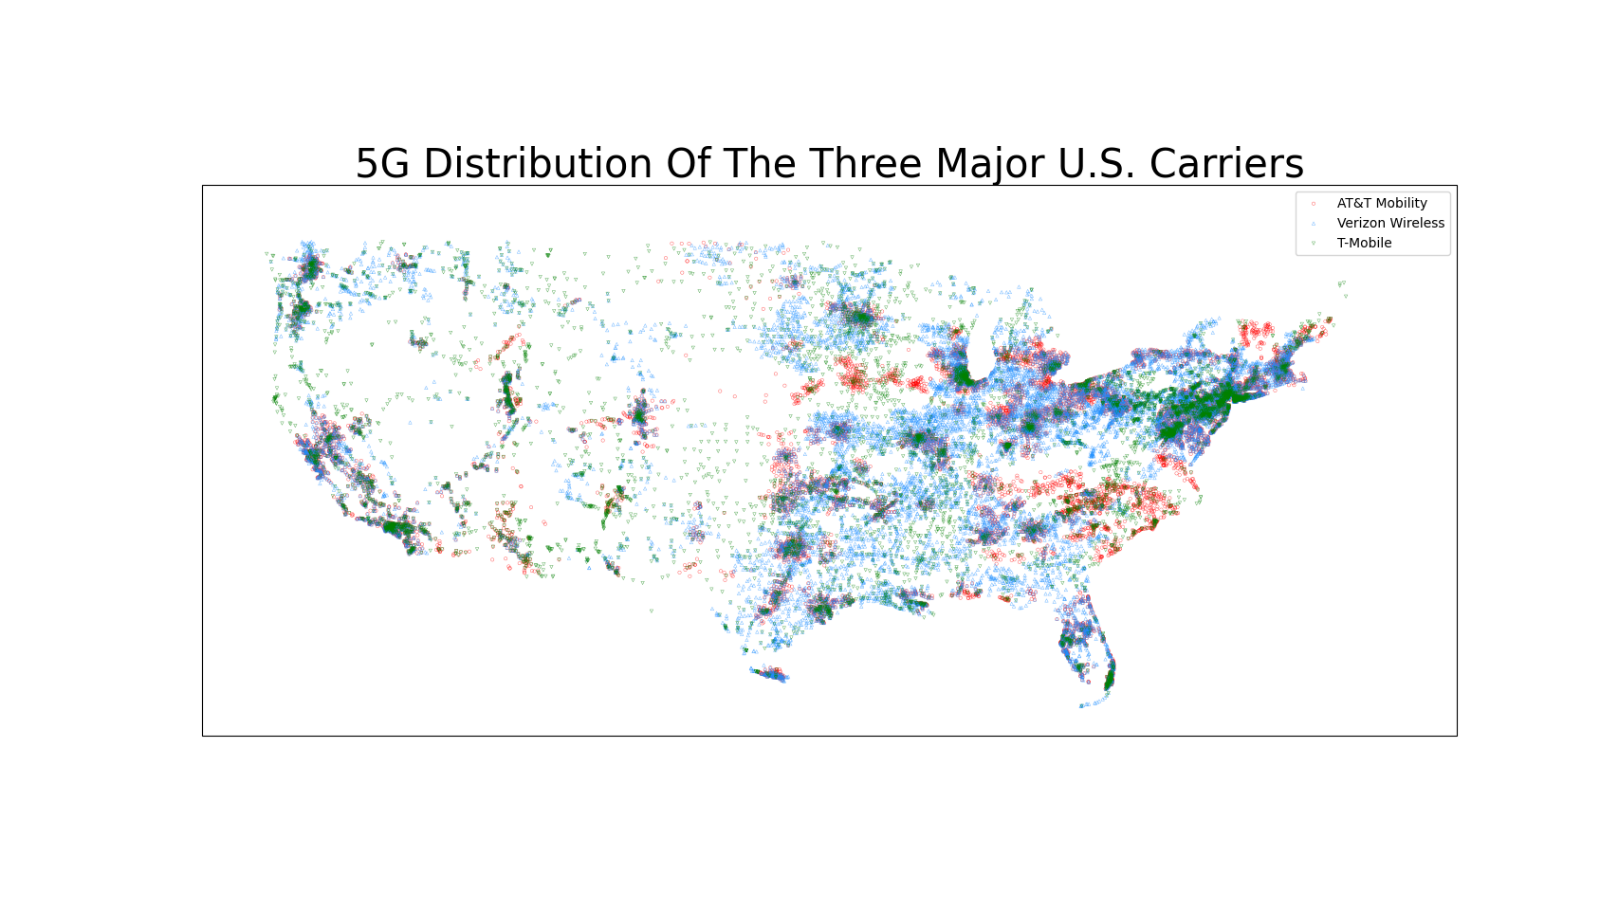 5G Distribution Of The Three Major U.S. Carriers
AT&T Mobility
Verizon Wireless
T-Mobile